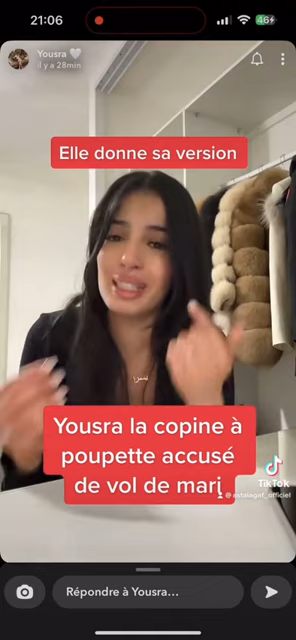 21:06
46
Yousra 🤍
il y a 28min
Elle donne sa version
يسرا
Yousra la copine à
poupette accusé
de vol de mari
TikTok
Répondre à Yousra…